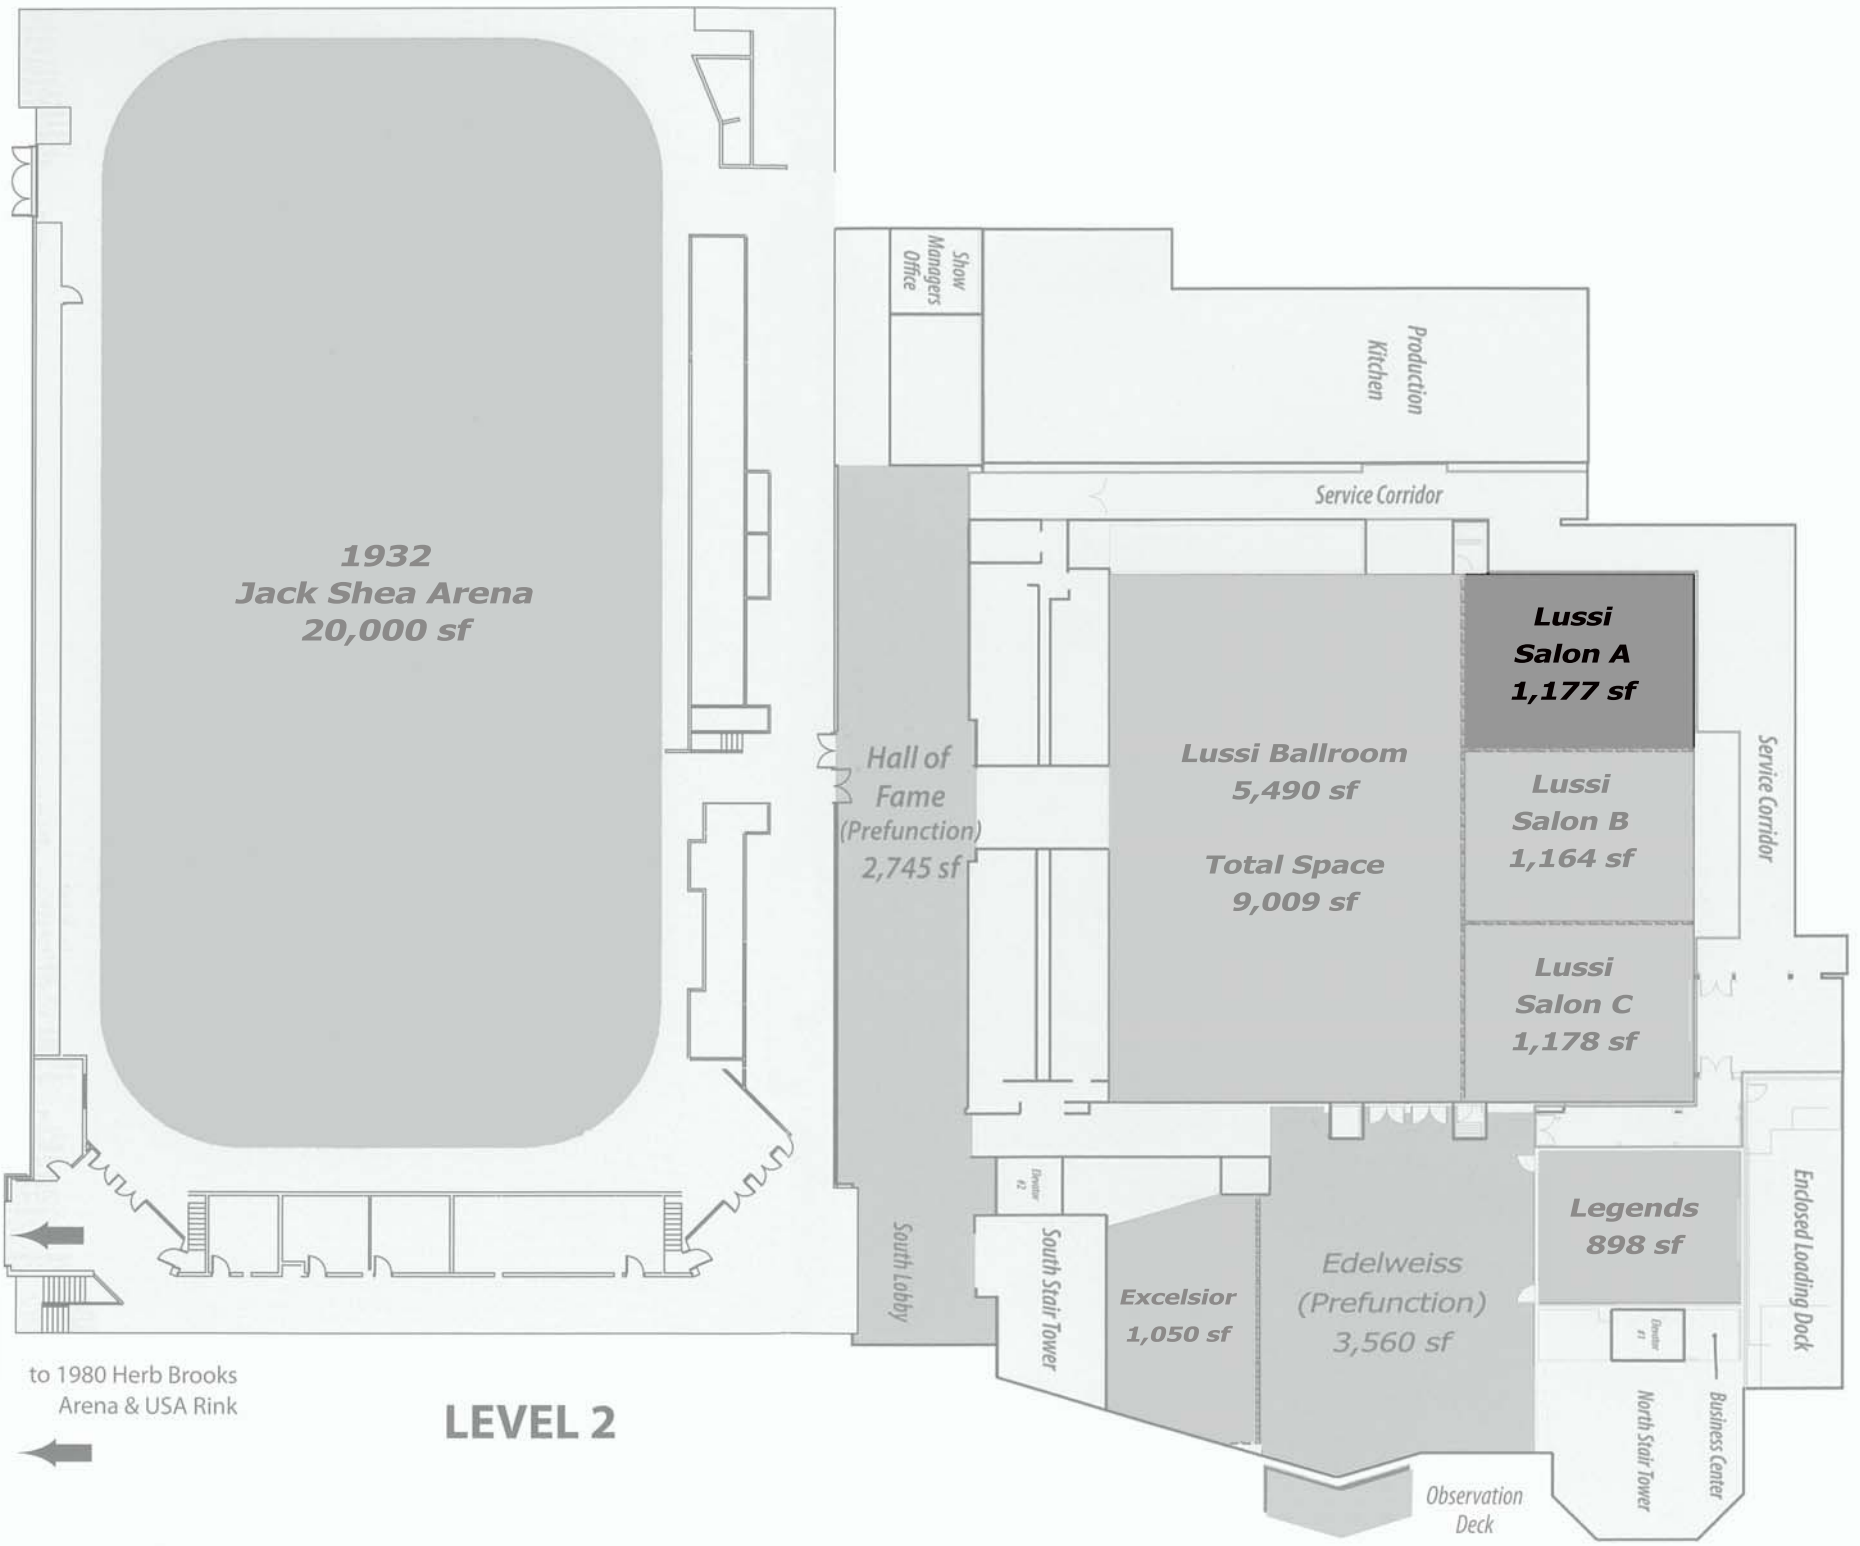 Show
Managers
Office
Production
Kitchen
Service Corridor
1932
Jack Shea Arena
20,000 sf
Lussi
Salon A
1,177 sf
Hall of
Fame
(Prefunction)
2,745 sf
Lussi Ballroom
5,490 sf
Total Space
9,009 sf
Lussi
Salon B
1,164 sf
Service Corridor
Lussi
Salon C
1,178 sf
Elevator
#2
South Lobby
South Stair Tower
Excelsior
1,050 sf
Edelweiss
(Prefunction)
3,560 sf
Legends
898 sf
Enclosed Loading Dock
Elevator
#1
North Stair Tower
Business Center
to 1980 Herb Brooks
Arena & USA Rink
LEVEL 2
Observation
Deck